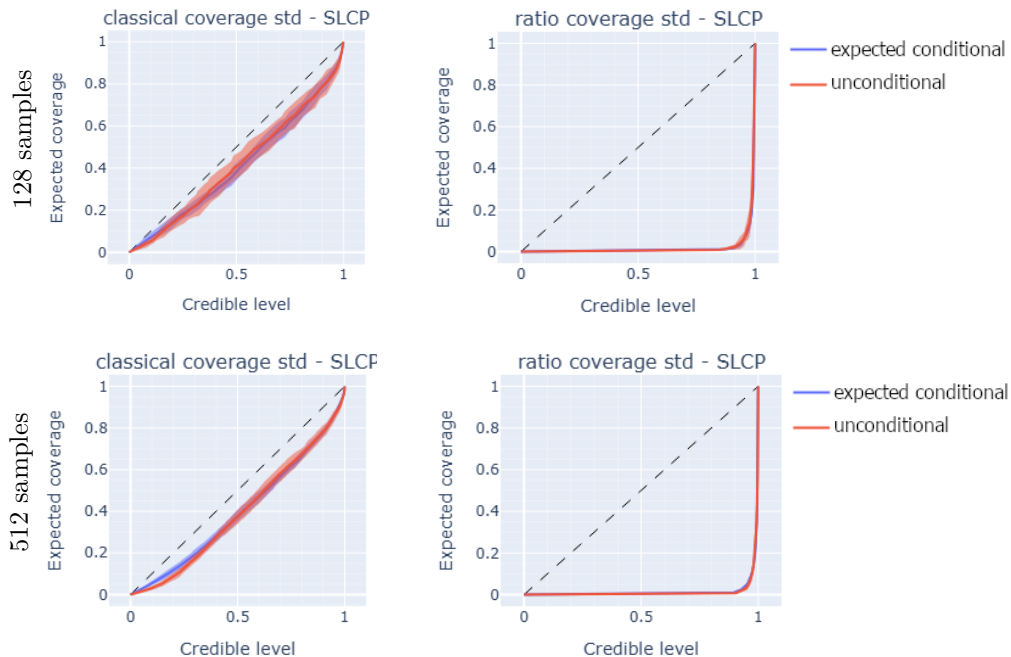 classical coverage std - SLCP
ratio coverage std - SLCP
128 samples
Expected coverage
1
0.8
0.6
0.4
0.2
0
0
0.5
1
Credible level
Expected coverage
1
0.8
0.6
0.4
0.2
0
0
0.5
1
Credible level
expected conditional
unconditional
classical coverage std - SLCP
ratio coverage std - SLCP
512 samples
Expected coverage
1
0.8
0.6
0.4
0.2
0
0
0.5
1
Credible level
Expected coverage
1
0.8
0.6
0.4
0.2
0
0
0.5
1
Credible level
expected conditional
unconditional